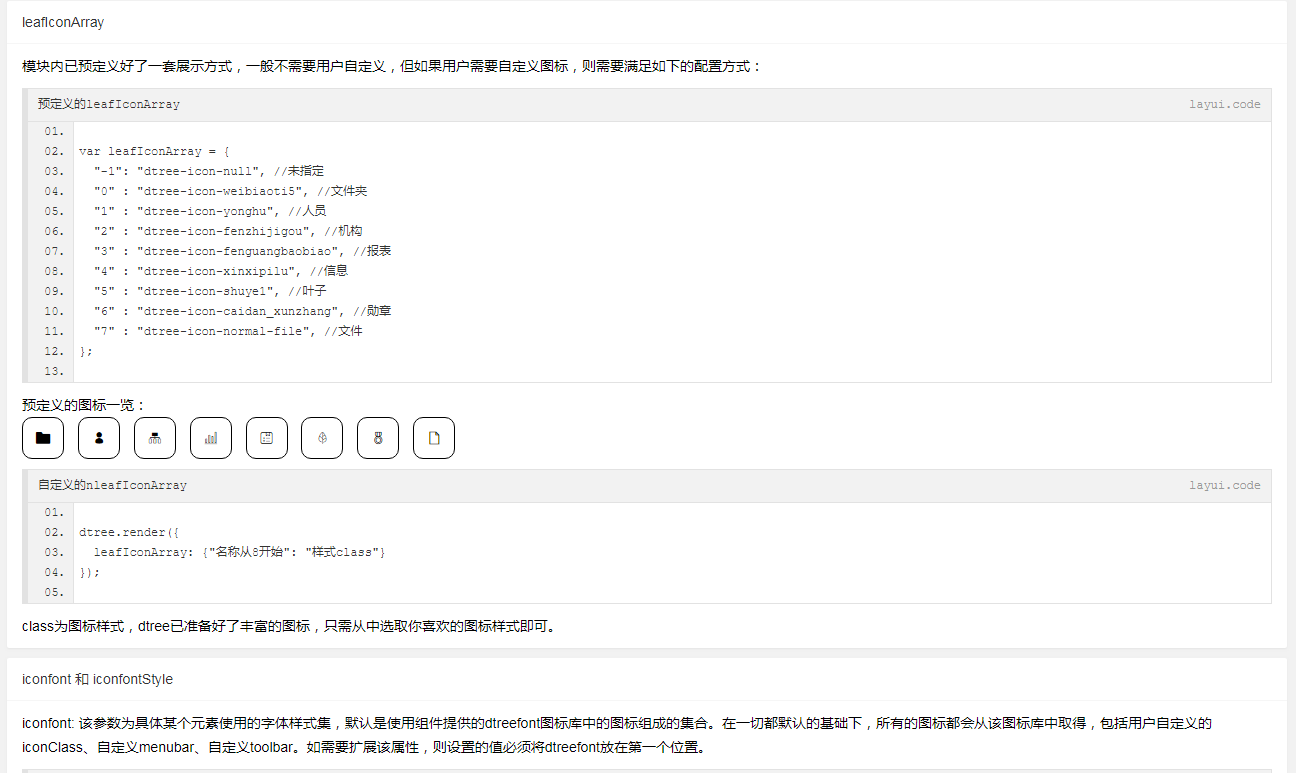 leafIconArray
模块内已预定义好了一套展示方式，一般不需要用户自定义，但如果用户需要自定义图标，则需要满足如下的配置方式：
预定义的leafIconArray layui.code
01.
02. var leafIconArray = {
03. "-1": "dtree-icon-null", //未指定
04. "0" : "dtree-icon-weibiaoti5", //文件夹
05. "1" : "dtree-icon-yonghu", //人员
06. "2" : "dtree-icon-fenzhijigou", //机构
07. "3" : "dtree-icon-fenguangbaobiao", //报表
08. "4" : "dtree-icon-xinxipilu", //信息
09. "5" : "dtree-icon-shuye1", //叶子
10. "6" : "dtree-icon-caidan_xunzhang", //勋章
11. "7" : "dtree-icon-normal-file", //文件
12. };
13.
预定义的图标一览：
自定义的nleafIconArray layui.code
01.
02. dtree.render({
03. leafIconArray: {"名称从8开始": "样式class"}
04. });
05.
class为图标样式，dtree已准备好了丰富的图标，只需从中选取你喜欢的图标样式即可。
iconfont 和 iconfontStyle
iconfont: 该参数为具体某个元素使用的字体样式集，默认是使用组件提供的dtreefont图标库中的图标组成的集合。在一切都默认的基础下，所有的图标都会从该图标库中取得，包括用户自定义的
iconClass、自定义menubar、自定义toolbar。如需要扩展该属性，则设置的值必须将dtreefont放在第一个位置。